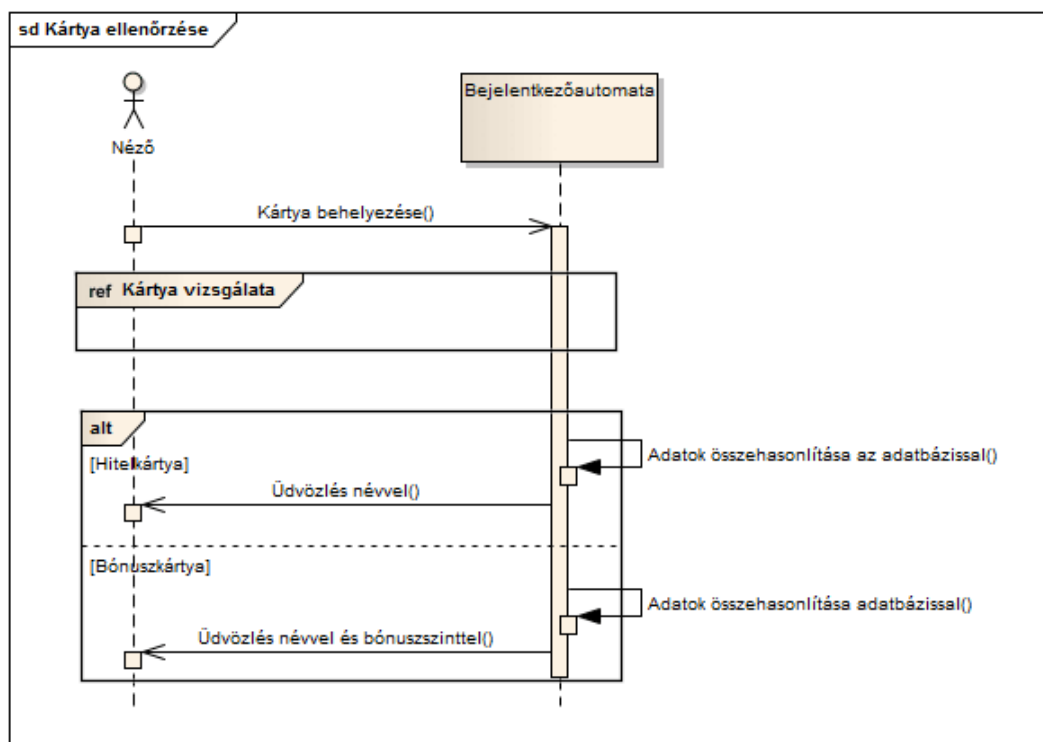 sd Kártya ellenőrzése
Bejelentkezőautomata
Néző
Kártya behelyezése()
ref Kártya vizsgálata
alt
[Hitelkártya]
Adatok összehasonlítása az adatbázissal()
Üdvözlés névvel()
[Bónuszkártya]
Adatok összehasonlítása adatbázissal()
Üdvözlés névvel és bónuszszinttel()